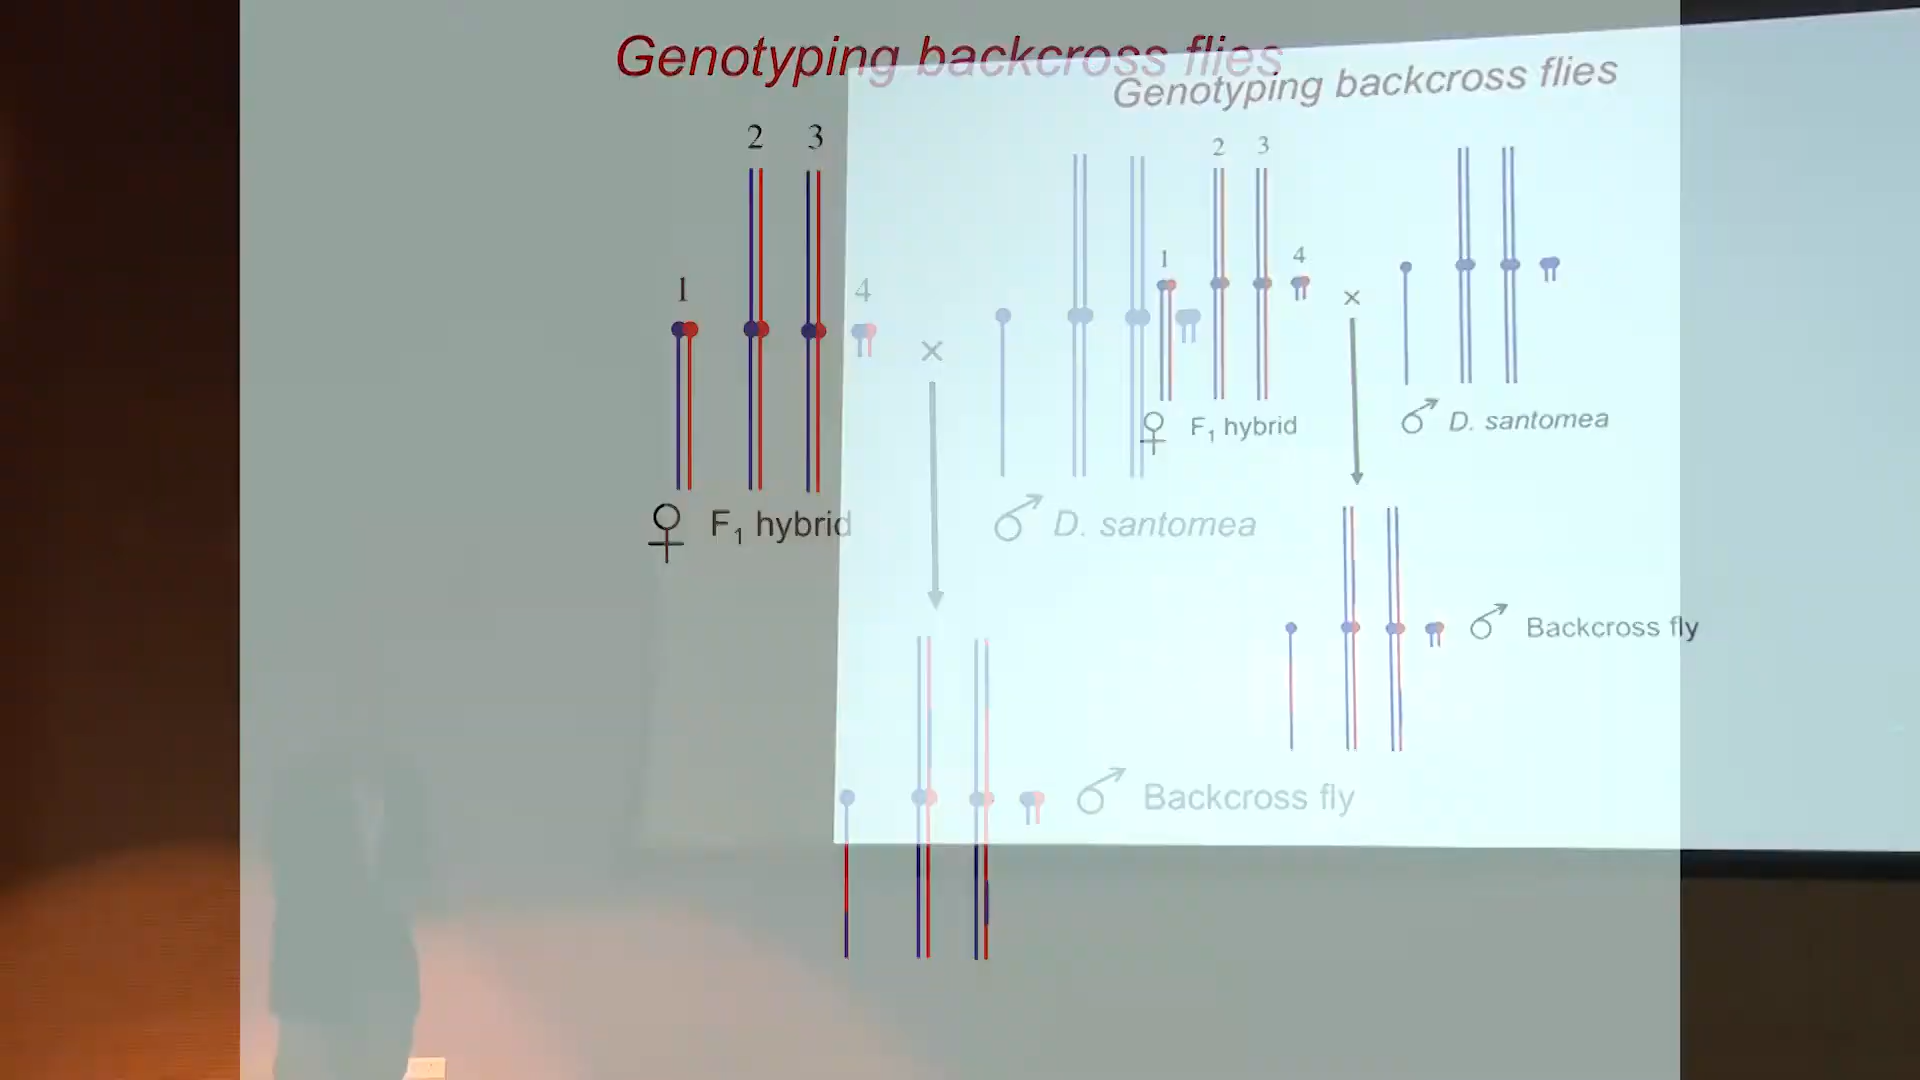 Genotyping backcross flies
2 3
1 4
×
♀ F₁ hybrid
♂ D. santomea
♂ Backcross fly
Genotyping backcross flies
2 3
1 4
×
♀ F₁ hybrid
♂ D. santomea
♂ Backcross fly